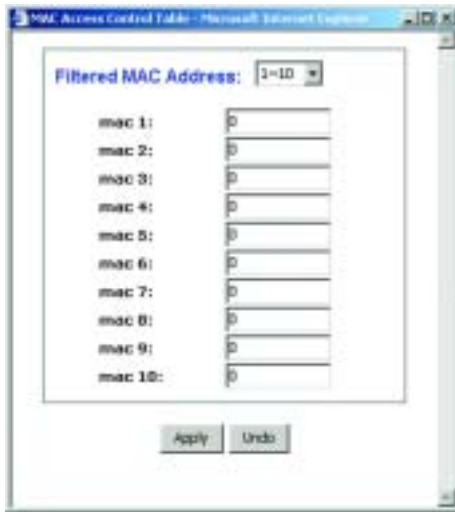 MAC Access Control Table - Microsoft Internet Explorer
Filtered MAC Address: 1~10
mac 1: 0
mac 2: 0
mac 3: 0
mac 4: 0
mac 5: 0
mac 6: 0
mac 7: 0
mac 8: 0
mac 9: 0
mac 10: 0
Apply Undo